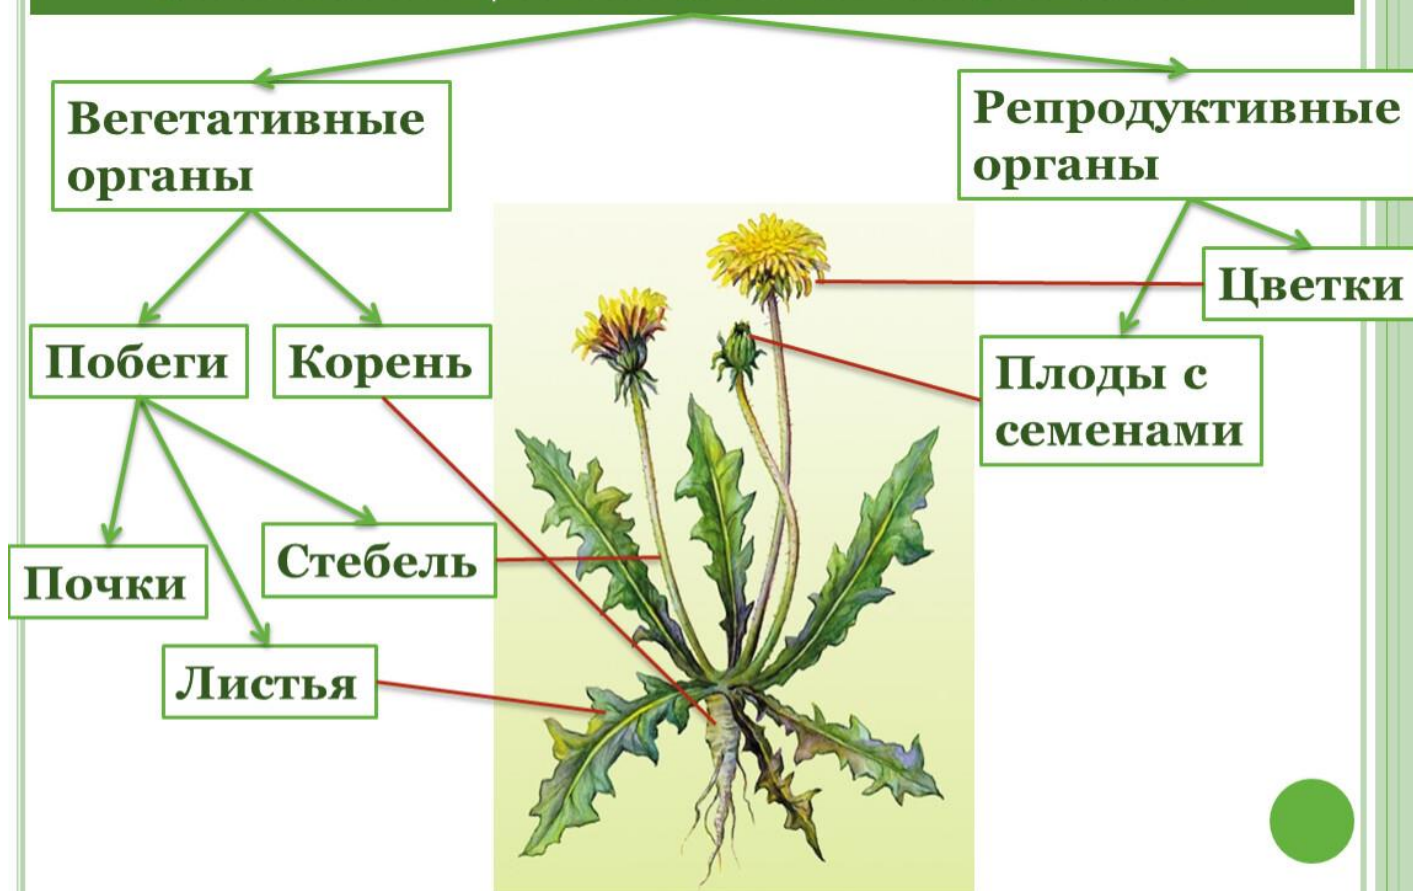 Вегетативные
органы
Репродуктивные
органы
Цветки
Побеги
Корень
Плоды с
семенами
Стебель
Почки
Листья